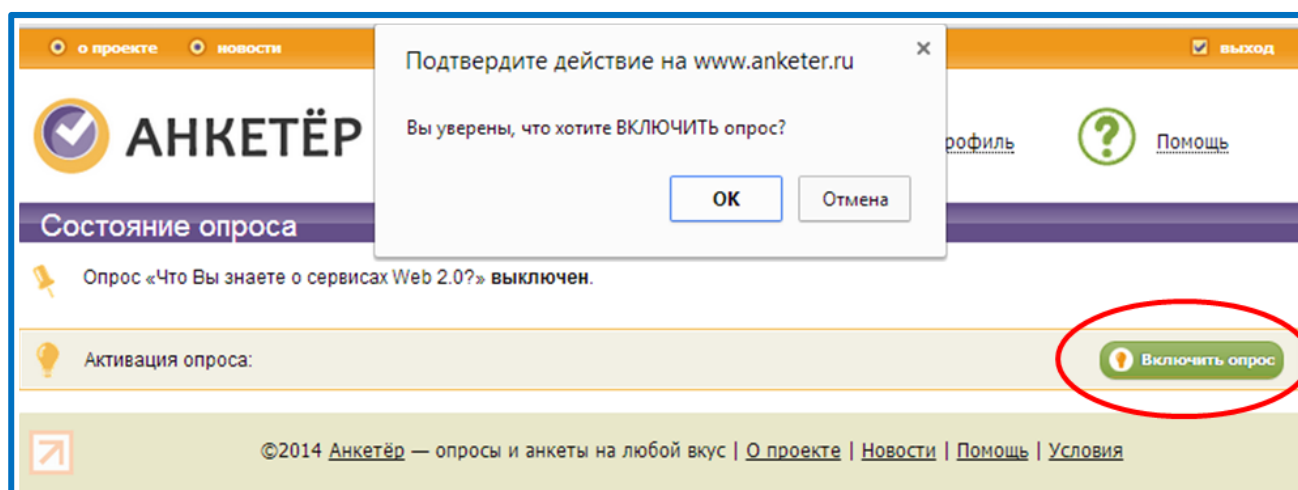 о проекте новости
выход
Подтвердите действие на www.anketer.ru
Вы уверены, что хотите ВКЛЮЧИТЬ опрос?
ОК Отмена
АНКЕТЁР
рофиль Помощь
Состояние опроса
Опрос «Что Вы знаете о сервисах Web 2.0?» выключен.
Активация опроса:
Включить опрос
©2014 Анкетёр — опросы и анкеты на любой вкус | О проекте | Новости | Помощь | Условия